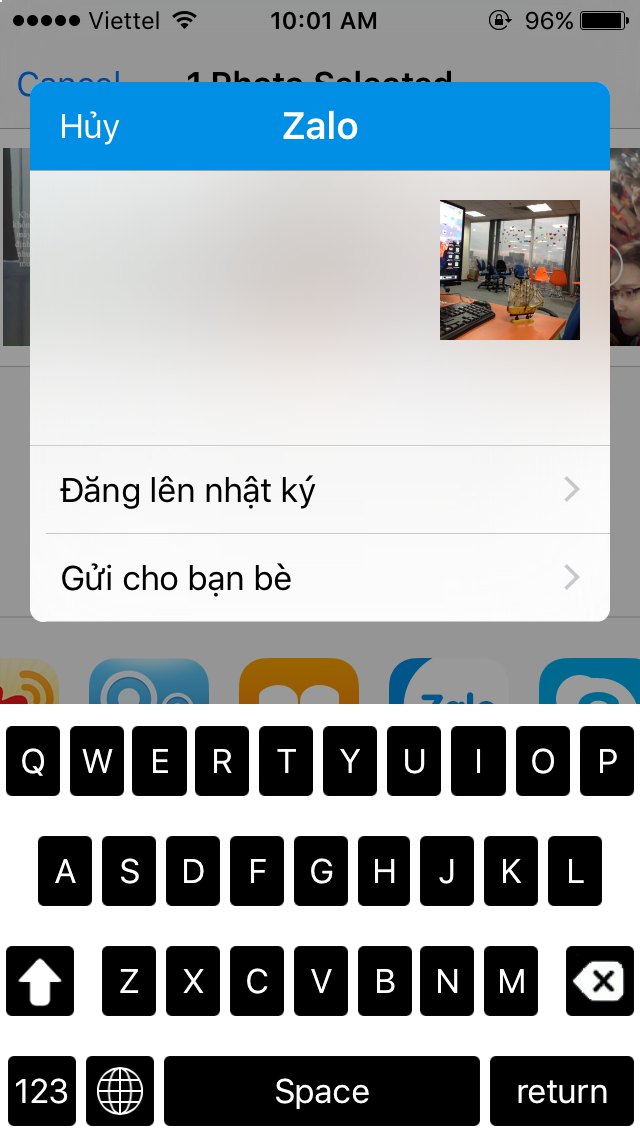 Viettel 10:01 AM 96%
Cancel 1 Photo Selected
Hủy Zalo
Đăng lên nhật ký
Gửi cho bạn bè
Zalo
Q W E R T Y U I O P
A S D F G H J K L
Z X C V B N M
123 Space return